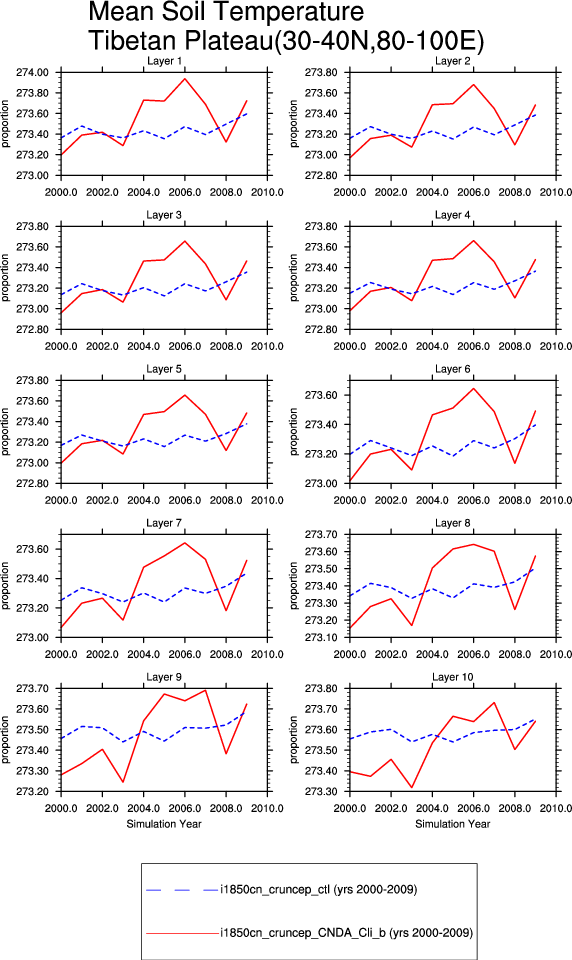 Mean Soil Temperature
Tibetan Plateau(30-40N,80-100E)
Layer 1
Layer 2
274.00
273.80
273.60
273.40
273.20
273.00
proportion
2000.0 2002.0 2004.0 2006.0 2008.0 2010.0
273.80
273.60
273.40
273.20
273.00
272.80
proportion
2000.0 2002.0 2004.0 2006.0 2008.0 2010.0
Layer 3
Layer 4
273.80
273.60
273.40
273.20
273.00
272.80
proportion
2000.0 2002.0 2004.0 2006.0 2008.0 2010.0
273.80
273.60
273.40
273.20
273.00
272.80
proportion
2000.0 2002.0 2004.0 2006.0 2008.0 2010.0
Layer 5
Layer 6
273.80
273.60
273.40
273.20
273.00
272.80
proportion
2000.0 2002.0 2004.0 2006.0 2008.0 2010.0
273.60
273.40
273.20
273.00
proportion
2000.0 2002.0 2004.0 2006.0 2008.0 2010.0
Layer 7
Layer 8
273.60
273.40
273.20
273.00
proportion
2000.0 2002.0 2004.0 2006.0 2008.0 2010.0
273.70
273.60
273.50
273.40
273.30
273.20
273.10
proportion
2000.0 2002.0 2004.0 2006.0 2008.0 2010.0
Layer 9
Layer 10
273.70
273.60
273.50
273.40
273.30
273.20
proportion
2000.0 2002.0 2004.0 2006.0 2008.0 2010.0
Simulation Year
273.80
273.70
273.60
273.50
273.40
273.30
proportion
2000.0 2002.0 2004.0 2006.0 2008.0 2010.0
Simulation Year
i1850cn_cruncep_ctl (yrs 2000-2009)
i1850cn_cruncep_CNDA_Cli_b (yrs 2000-2009)